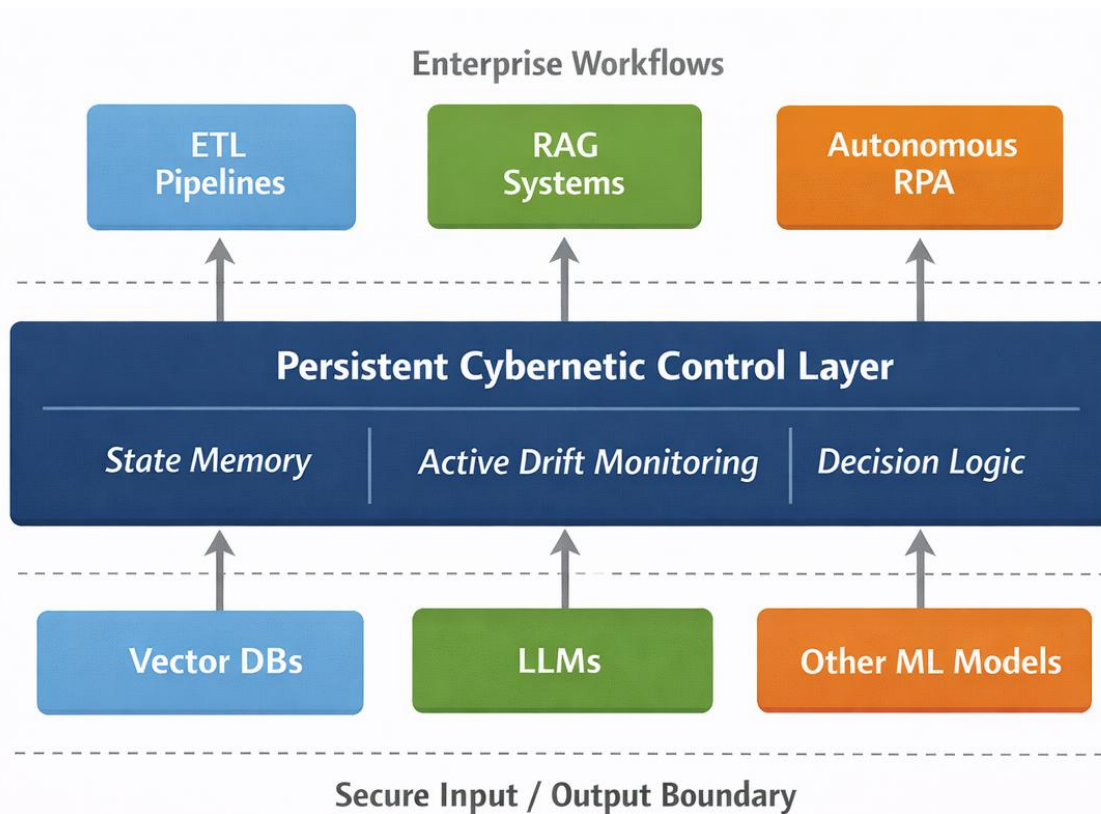 Enterprise Workflows
ETL
Pipelines
RAG
Systems
Autonomous
RPA
Persistent Cybernetic Control Layer
State Memory
Active Drift Monitoring
Decision Logic
Vector DBs
LLMs
Other ML Models
Secure Input / Output Boundary